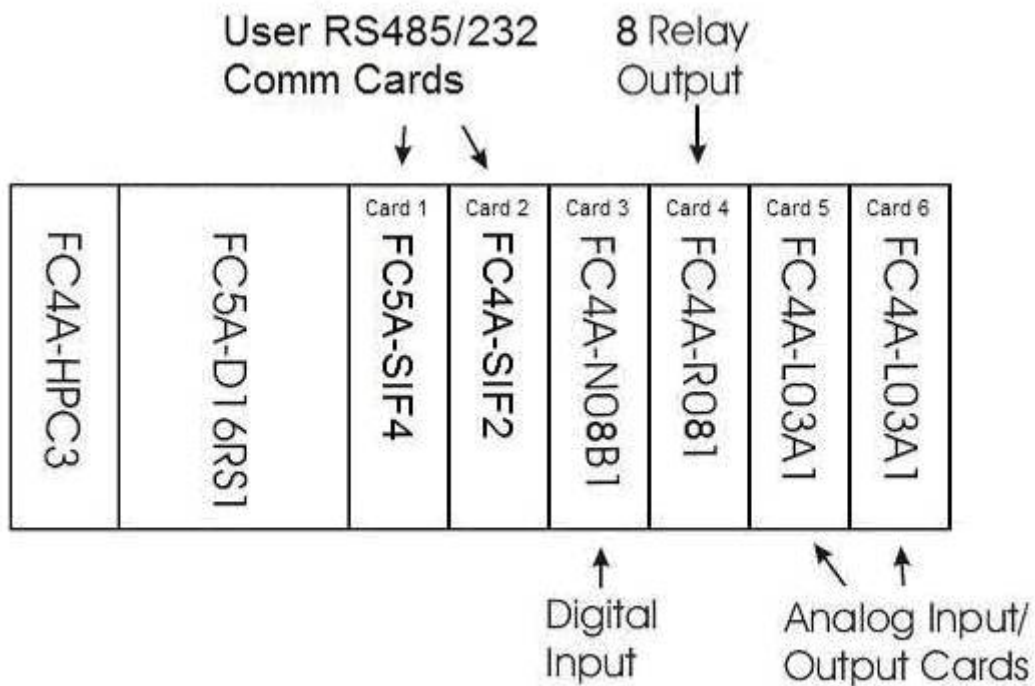 User RS485/232
Comm Cards
8 Relay
Output
FC4A-HPC3
FC5A-D16RS1
Card 1
FC5A-SIF4
Card 2
FC4A-SIF2
Card 3
FC4A-N08B1
Card 4
FC4A-R081
Card 5
FC4A-L03A1
Card 6
FC4A-L03A1
Digital
Input
Analog Input/
Output Cards